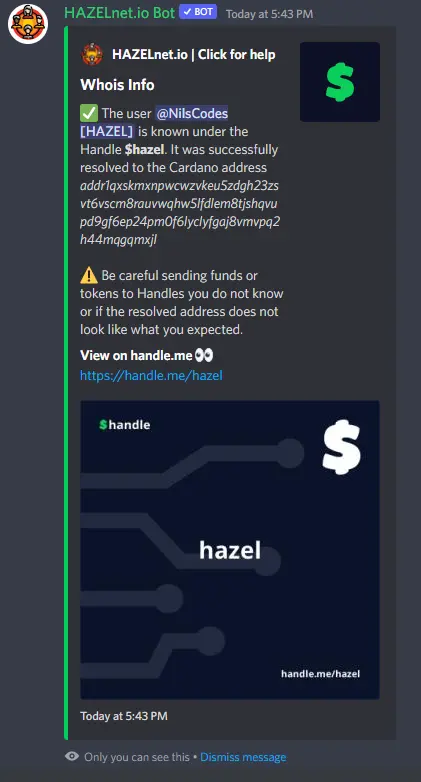 HAZELnet.io Bot ✓ BOT Today at 5:43 PM
HAZELnet.io | Click for help
Whois Info
✅ The user @NilsCodes
[HAZEL] is known under the
Handle $hazel. It was successfully
resolved to the Cardano address
addr1qxskmxnpwcwzvkeu5zdgh23zs
vt6vscm8rauvwqhw5lfdlem8tjshqvu
pd9gf6ep24pm0f6lyclyfgaj8vmvpq2
h44mqgqmxjl
⚠️ Be careful sending funds or
tokens to Handles you do not know
or if the resolved address does not
look like what you expected.
View on handle.me 👀
https://handle.me/hazel
$handle
$
hazel
handle.me/hazel
Today at 5:43 PM
Only you can see this • Dismiss message